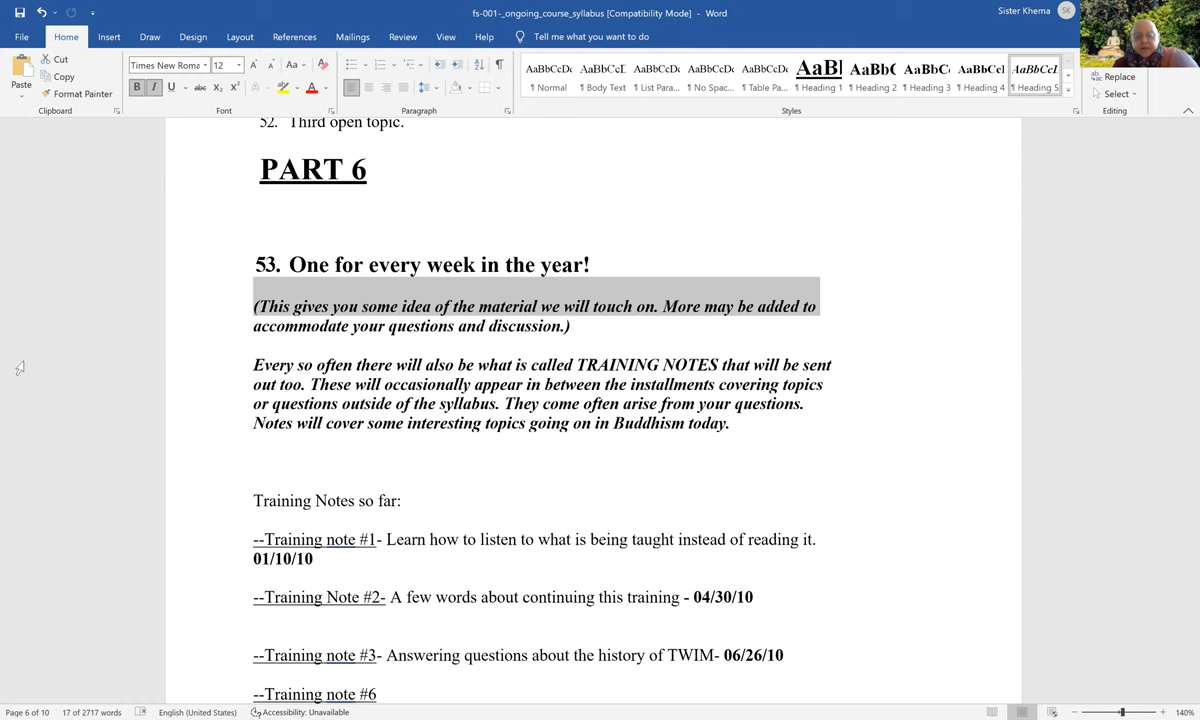 fs-001-_ongoing_course_syllabus [Compatibility Mode] - Word
Sister Khema
SK
File Home Insert Draw Design Layout References Mailings Review View Help Tell me what you want to do
Paste
Cut
Copy
Format Painter
Clipboard
Times New Roma
12
Font
Paragraph
AaBbCcDc AaBbCcD AaBbCcDc AaBbCcDc AaBbCcDc AaBl AaBb( AaBbC AaBbCcl
¶ Normal ¶ Body Text ¶ List Para... ¶ No Spac... ¶ Table Pa... ¶ Heading 1 ¶ Heading 2 ¶ Heading 3 ¶ Heading 4 ¶ Heading 5
Styles
Replace
Select
Editing
52. Third open topic.
PART 6
53. One for every week in the year!
(This gives you some idea of the material we will touch on. More may be added to
accommodate your questions and discussion.)
Every so often there will also be what is called TRAINING NOTES that will be sent
out too. These will occasionally appear in between the installments covering topics
or questions outside of the syllabus. They come often arise from your questions.
Notes will cover some interesting topics going on in Buddhism today.
Training Notes so far:
--Training note #1- Learn how to listen to what is being taught instead of reading it.
01/10/10
--Training Note #2- A few words about continuing this training - 04/30/10
--Training note #3- Answering questions about the history of TWIM- 06/26/10
--Training note #6
Page 6 of 10 17 of 2717 words English (United States) Accessibility: Unavailable 140%